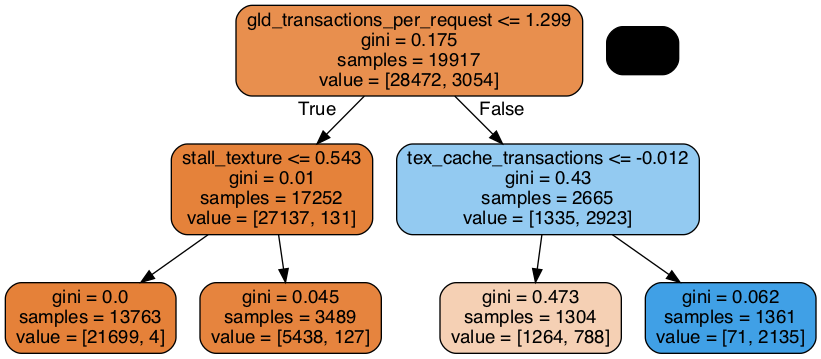 gld_transactions_per_request <= 1.299
gini = 0.175
samples = 19917
value = [28472, 3054]
True
False
stall_texture <= 0.543
gini = 0.01
samples = 17252
value = [27137, 131]
tex_cache_transactions <= -0.012
gini = 0.43
samples = 2665
value = [1335, 2923]
gini = 0.0
samples = 13763
value = [21699, 4]
gini = 0.045
samples = 3489
value = [5438, 127]
gini = 0.473
samples = 1304
value = [1264, 788]
gini = 0.062
samples = 1361
value = [71, 2135]